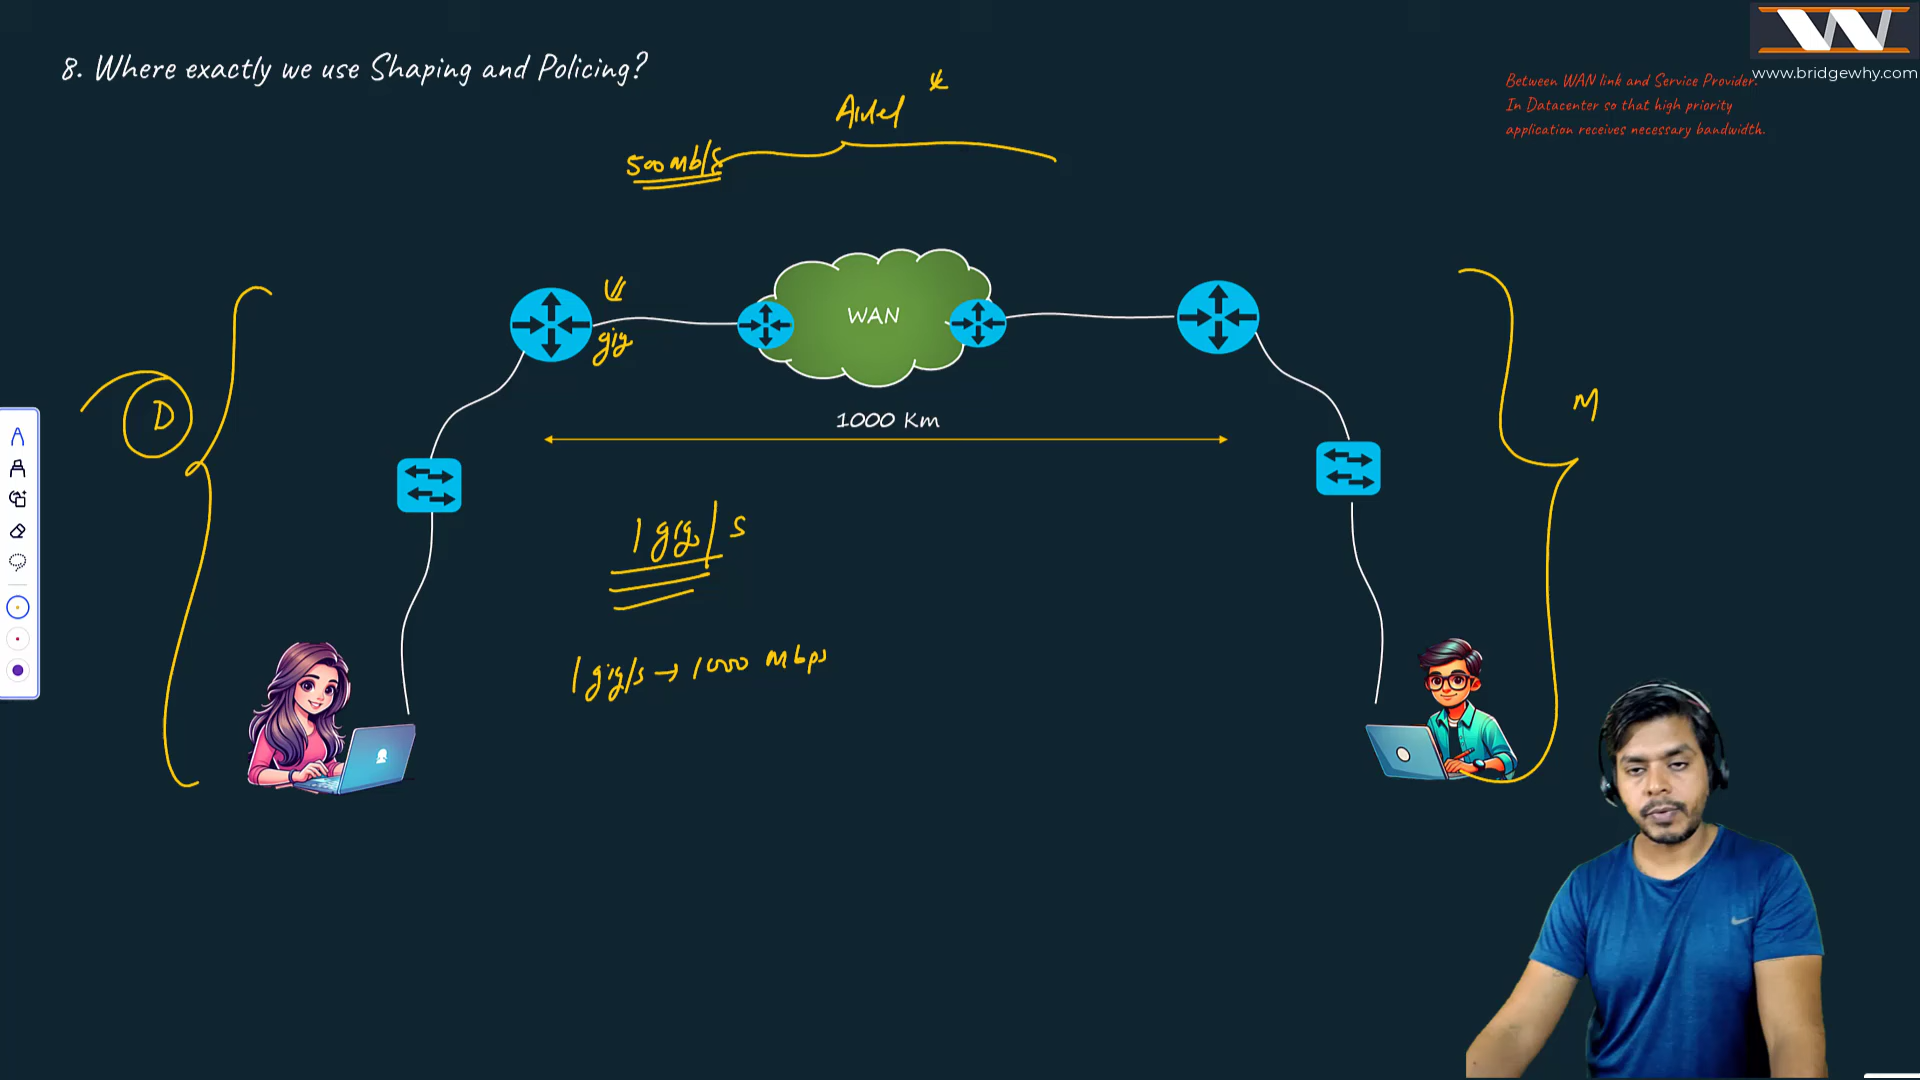 8. Where exactly we use Shaping and Policing?
www.bridgewhy.com
Between WAN link and Service Provider.
In Datacenter so that high priority
application receives necessary bandwidth.
500 mb/s
WAN
gig
1000 Km
D
M
1 gig/s
1 gig/s → 1000 mbps